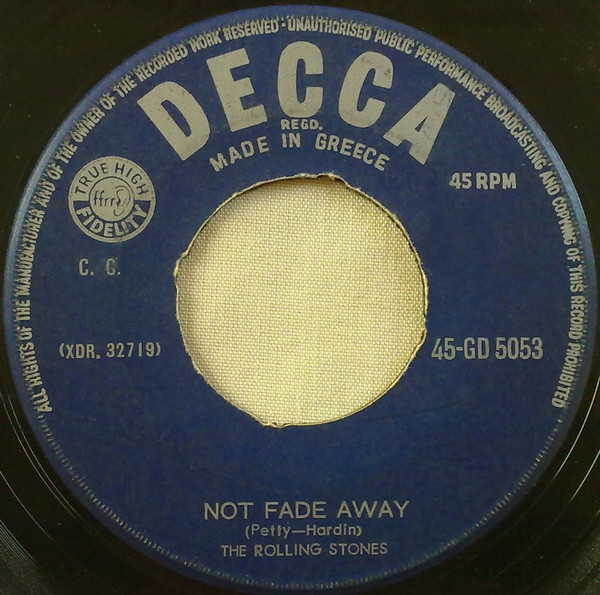 ALL RIGHTS OF THE MANUFACTURER AND OF THE OWNER OF THE RECORDED WORK RESERVED · UNAUTHORISED PUBLIC PERFORMANCE BROADCASTING AND COPYING OF THIS RECORD PROHIBITED
DECCA
REGD.
MADE IN GREECE
45 RPM
TRUE HIGH
ffrr
FIDELITY
C. G.
(XDR. 32719)
45-GD 5053
NOT FADE AWAY
(Petty—Hardin)
THE ROLLING STONES